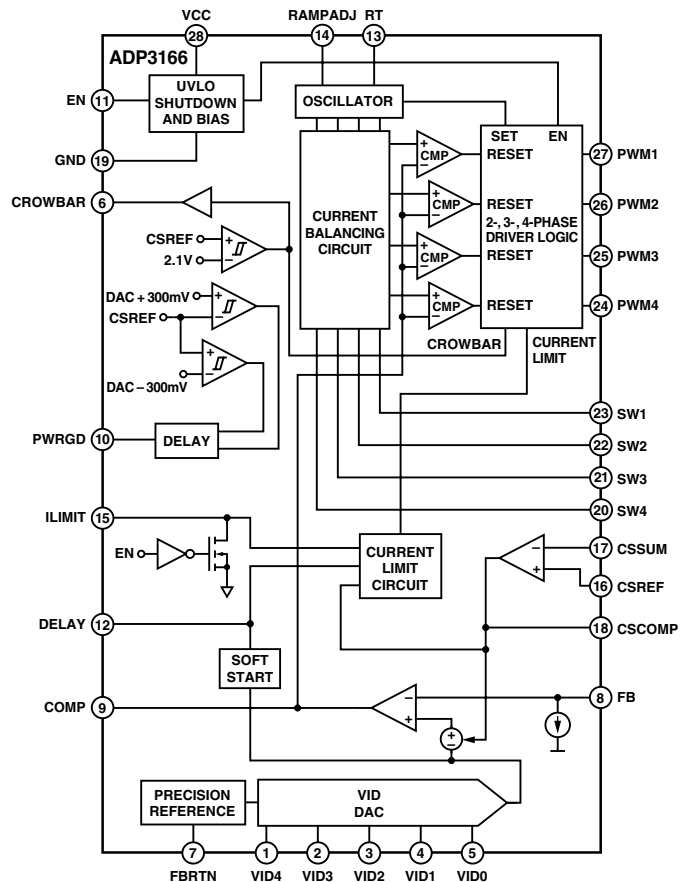 VCC
RAMPADJ RT
28
14
13
ADP3166
EN 11
UVLO
SHUTDOWN
AND BIAS
OSCILLATOR
SET EN
GND 19
CROWBAR 6
+
–
CMP
RESET
27 PWM1
+
–
CMP
RESET
26 PWM2
CURRENT
BALANCING
CIRCUIT
2-, 3-, 4-PHASE
DRIVER LOGIC
CSREF
+
2.1V
–
+
–
CMP
RESET
25 PWM3
DAC + 300mV
+
CSREF
–
+
–
CMP
RESET
24 PWM4
CROWBAR
CURRENT
LIMIT
+
–
DAC – 300mV
23 SW1
PWRGD 10
DELAY
22 SW2
21 SW3
20 SW4
ILIMIT 15
EN
CURRENT
LIMIT
CIRCUIT
–
17 CSSUM
+
16 CSREF
DELAY 12
18 CSCOMP
SOFT
START
COMP 9
–
+
8 FB
+
–
PRECISION
REFERENCE
VID
DAC
7
1
2
3
4
5
FBRTN
VID4
VID3
VID2
VID1
VID0